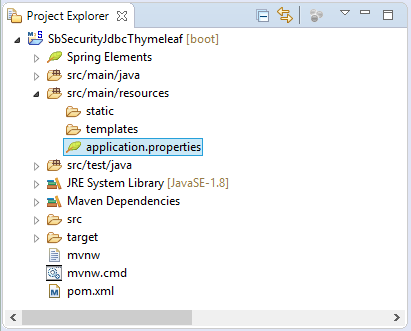 Project Explorer
SbSecurityJdbcThymeleaf [boot]
Spring Elements
src/main/java
src/main/resources
static
templates
application.properties
src/test/java
JRE System Library [JavaSE-1.8]
Maven Dependencies
src
target
mvnw
mvnw.cmd
pom.xml